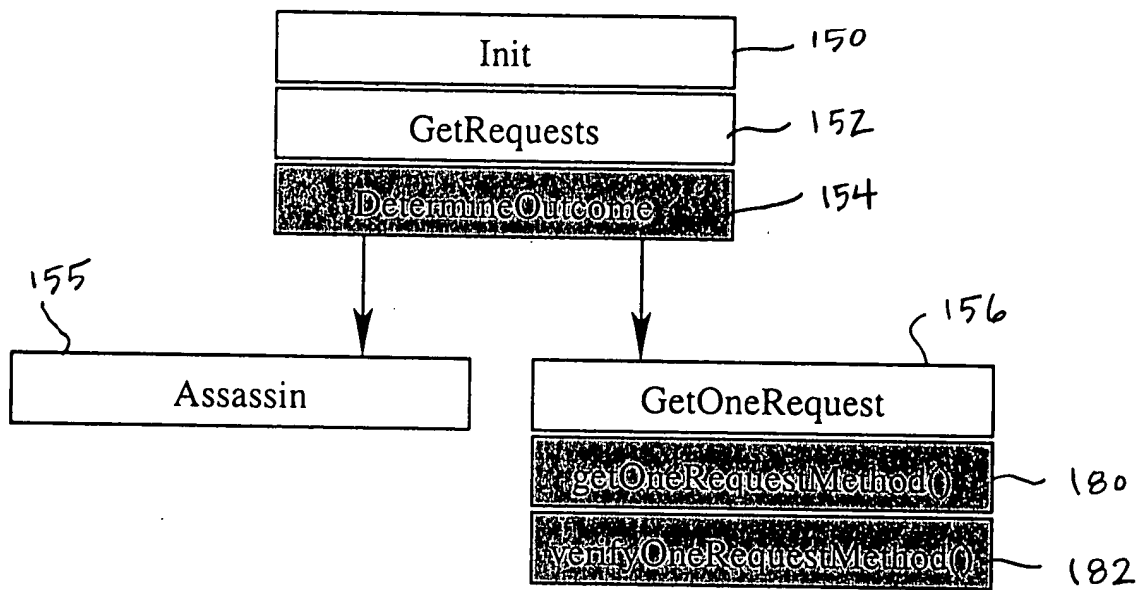 Init 150
GetRequests 152
DetermineOutcome 154
155
156
Assassin
GetOneRequest
getOneRequestMethod() 180
verifyOneRequestMethod() 182